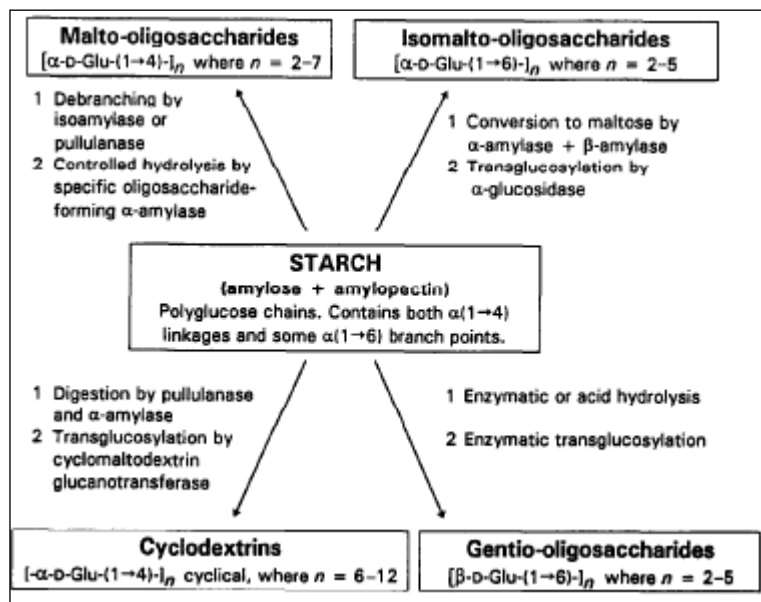 Malto-oligosaccharides
[α-D-Glu-(1→4)-]n where n = 2–7
Isomalto-oligosaccharides
[α-D-Glu-(1→6)-]n where n = 2–5
1 Debranching by
isoamylase or
pullulanase
2 Controlled hydrolysis by
specific oligosaccharide-
forming α-amylase
1 Conversion to maltose by
α-amylase + β-amylase
2 Transglucosylation by
α-glucosidase
STARCH
(amylose + amylopectin)
Polyglucose chains. Contains both α(1→4)
linkages and some α(1→6) branch points.
1 Digestion by pullulanase
and α-amylase
2 Transglucosylation by
cyclomaltodextrin
glucanotransferase
1 Enzymatic or acid hydrolysis
2 Enzymatic transglucosylation
Cyclodextrins
[-α-D-Glu-(1→4)-]n cyclical, where n = 6–12
Gentio-oligosaccharides
[β-D-Glu-(1→6)-]n where n = 2–5